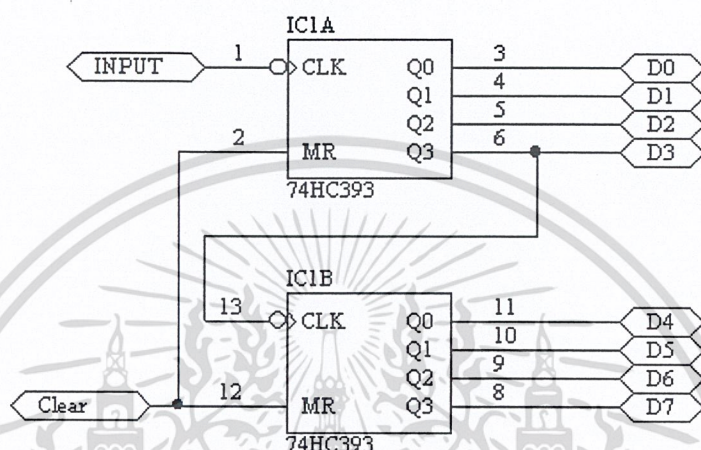 IC1A
INPUT 1 CLK Q0 3 D0
Q1 4 D1
Q2 5 D2
2 MR Q3 6 D3
74HC393
IC1B
13 CLK Q0 11 D4
Q1 10 D5
Q2 9 D6
Clear 12 MR Q3 8 D7
74HC393